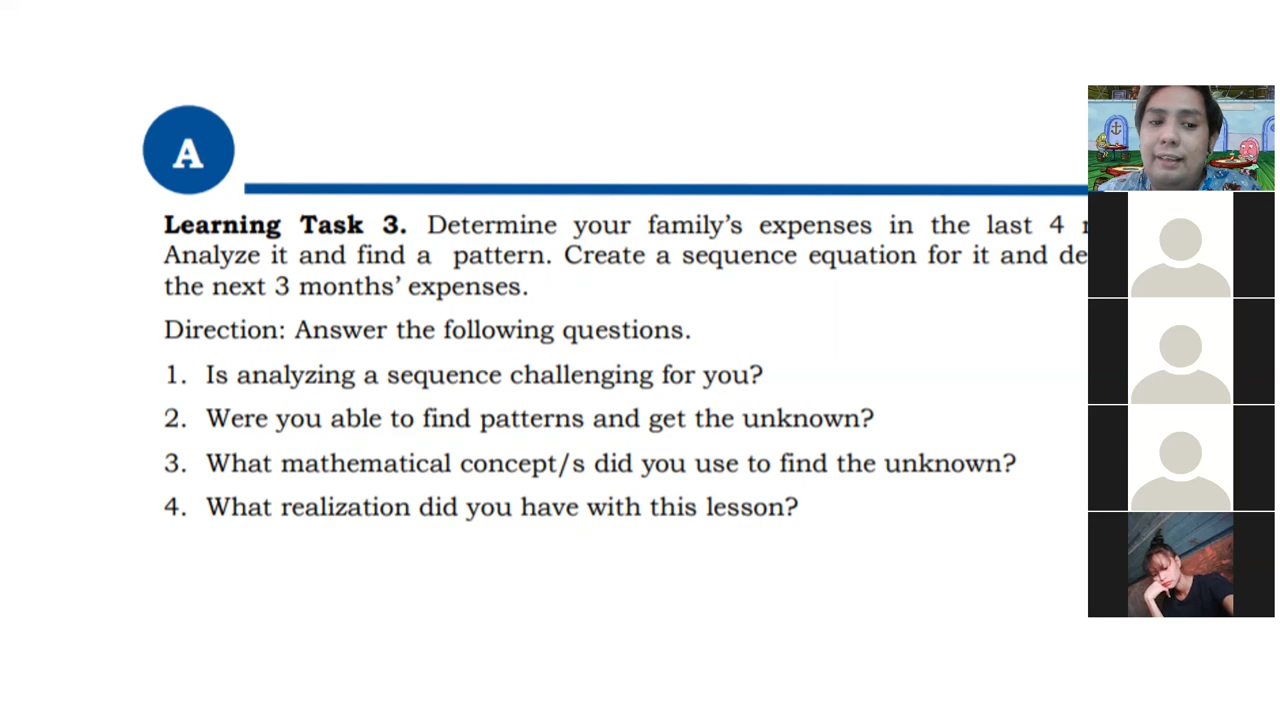 A
Learning Task 3. Determine your family's expenses in the last 4
Analyze it and find a pattern. Create a sequence equation for it and de
the next 3 months' expenses.
Direction: Answer the following questions.
1. Is analyzing a sequence challenging for you?
2. Were you able to find patterns and get the unknown?
3. What mathematical concept/s did you use to find the unknown?
4. What realization did you have with this lesson?